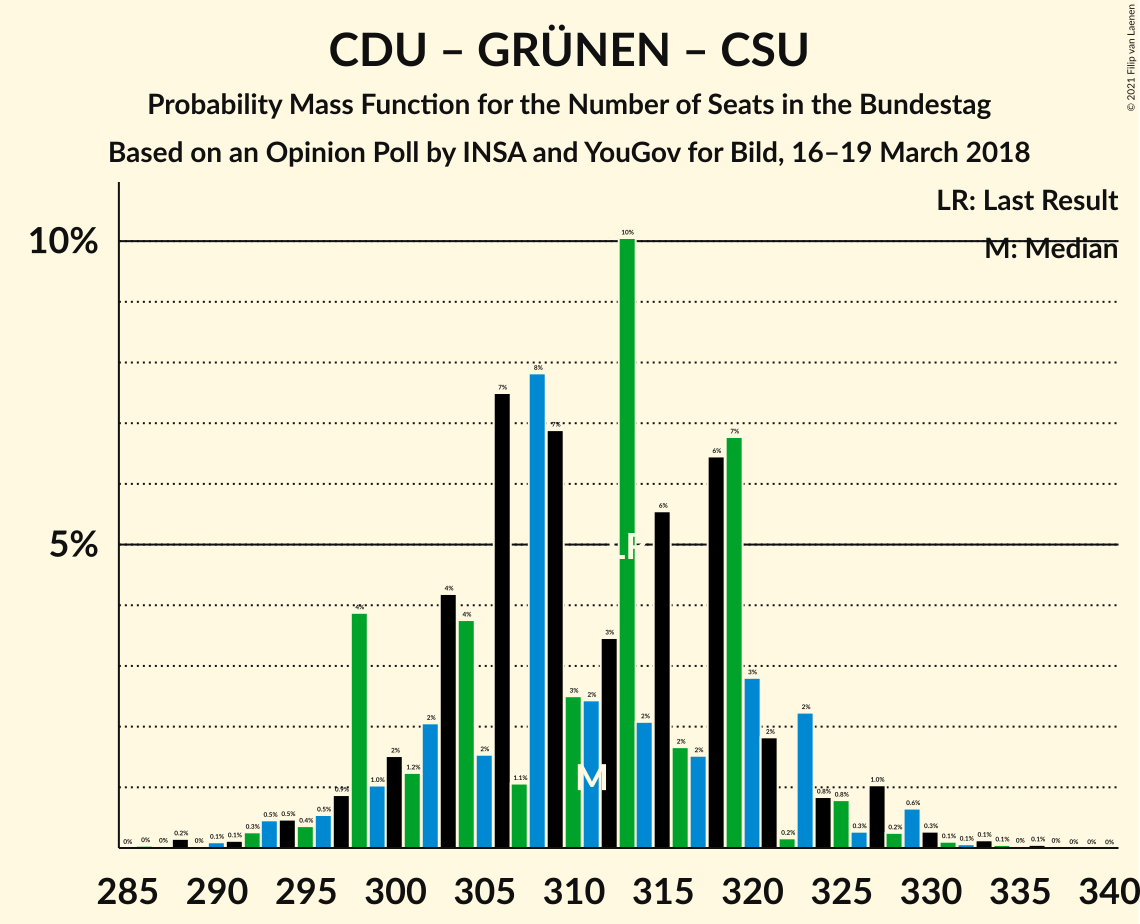 CDU – GRÜNEN – CSU
Probability Mass Function for the Number of Seats in the Bundestag
Based on an Opinion Poll by INSA and YouGov for Bild, 16–19 March 2018
© 2021 Filip van Laenen
LR: Last Result
M: Median
10%
5%
0% 0% 0% 0.2% 0% 0.1% 0.1% 0.3% 0.5% 0.5% 0.4% 0.5% 0.9% 4% 1.0% 2% 1.2% 2% 4% 4% 2% 7% 1.1% 8% 7% 3% 2% 3% 10% 2% 6% 2% 2% 6% 7% 3% 2% 0.2% 2% 0.8% 0.8% 0.3% 1.0% 0.2% 0.6% 0.3% 0.1% 0.1% 0.1% 0.1% 0% 0.1% 0% 0% 0% 0%
LR
M
285 290 295 300 305 310 315 320 325 330 335 340